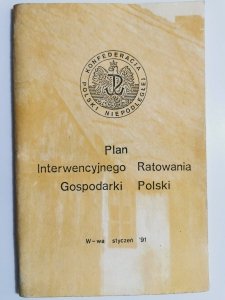 KONFEDERACJA
POLSKI NIEPODLEGŁEJ
Plan
Interwencyjnego Ratowania
Gospodarki Polski
W-wa styczeń '91